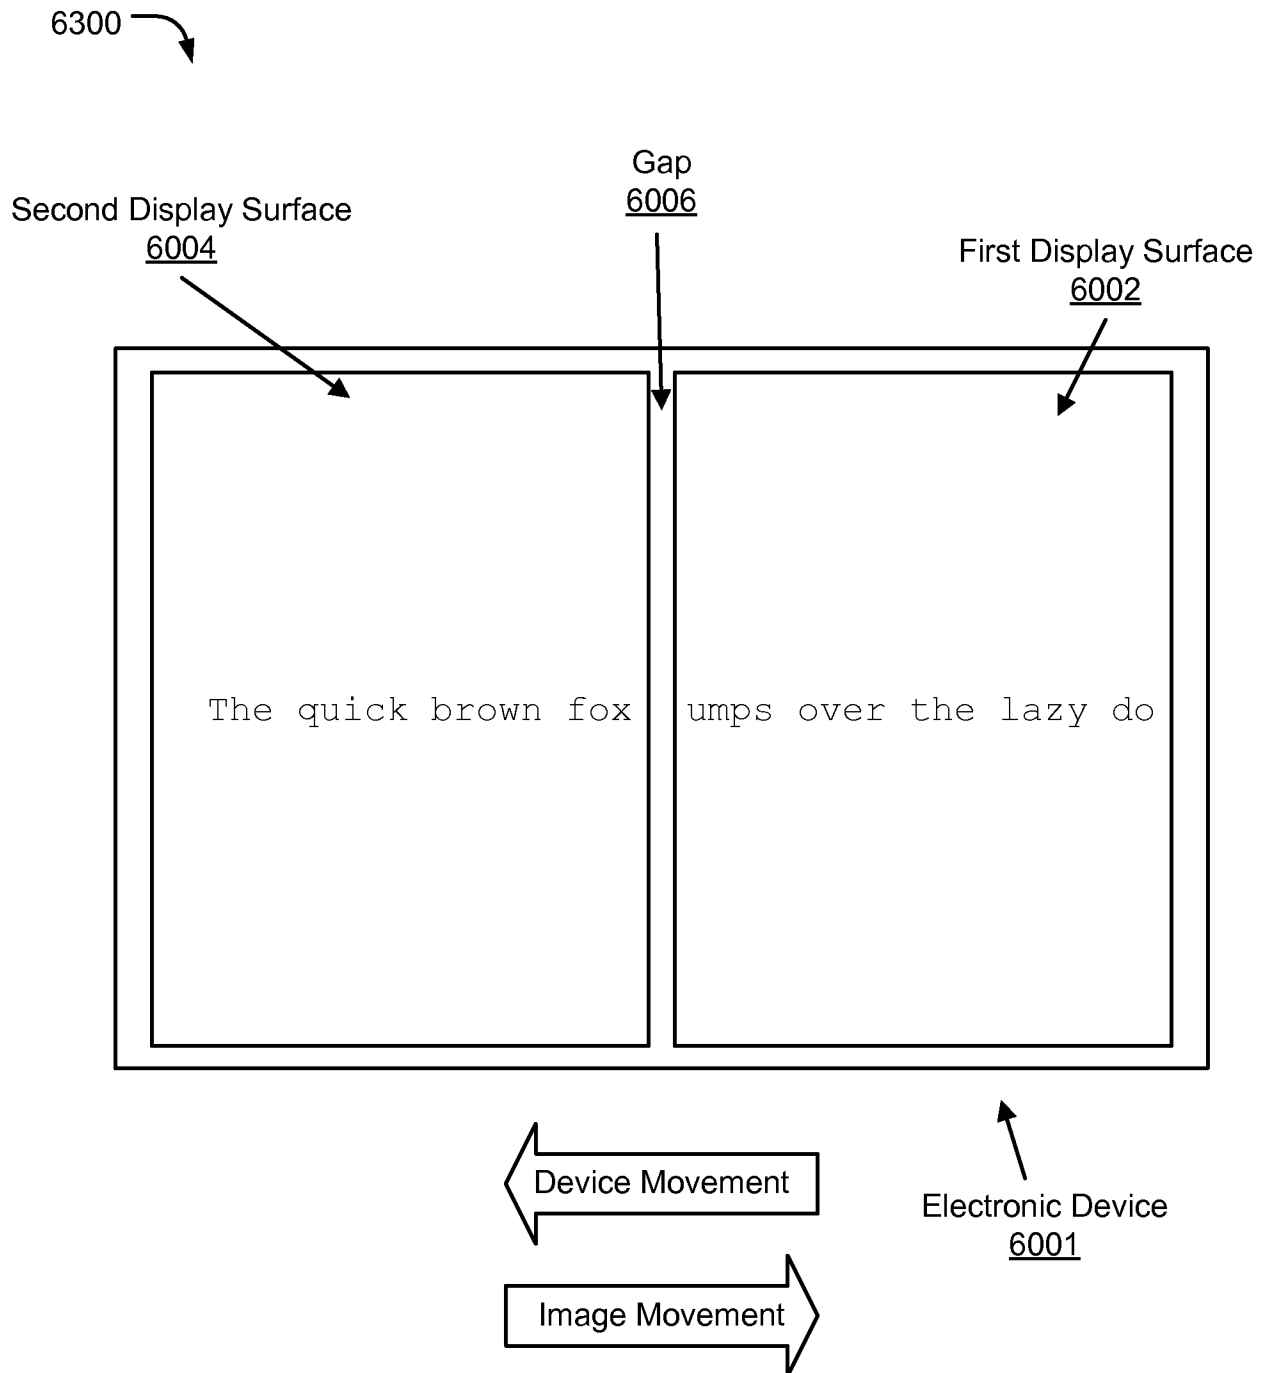 6300
Gap
6006
Second Display Surface
6004
First Display Surface
6002
The quick brown fox umps over the lazy do
Device Movement
Electronic Device
6001
Image Movement